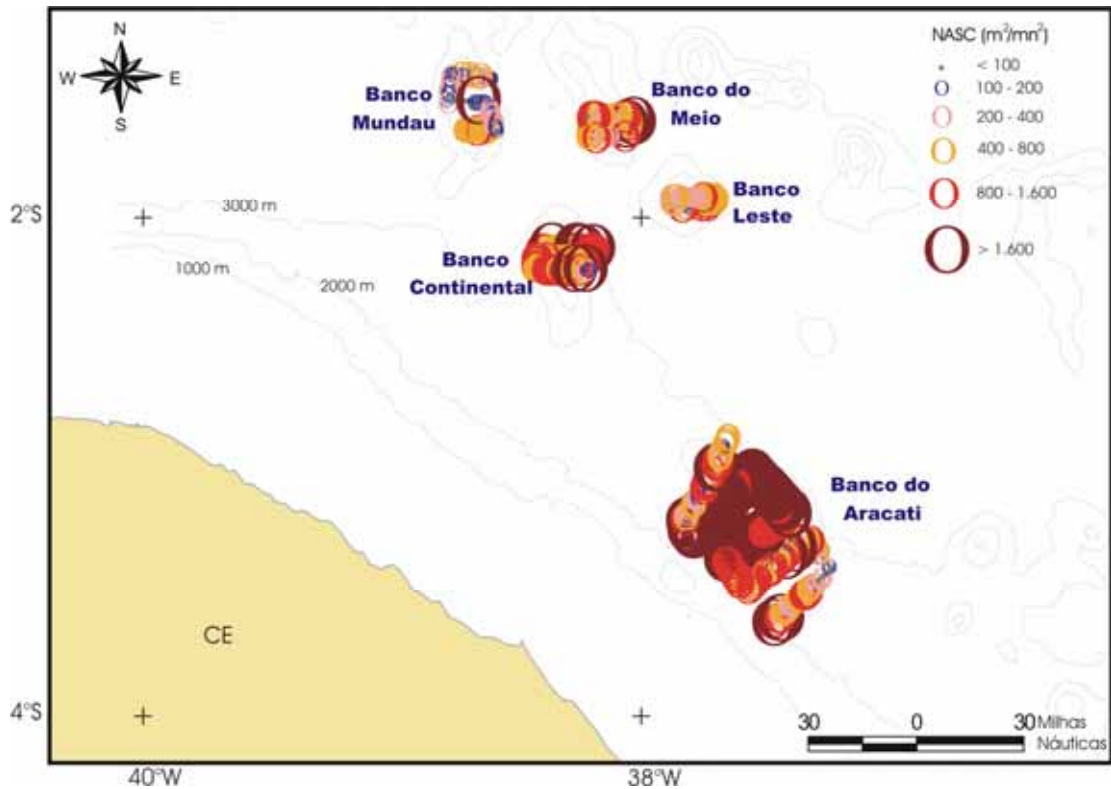 N
W E
S
Banco
Mundau
Banco do
Meio
Banco
Leste
Banco
Continental
Banco do
Aracati
NASC (m²/mn²)
< 100
100 - 200
200 - 400
400 - 800
800 - 1.600
> 1.600
2°S
3000 m
1000 m
2000 m
CE
4°S
30 0 30 Milhas
Náuticas
40°W 38°W